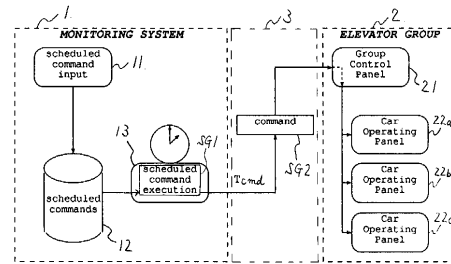 1.
3
2
MONITORING SYSTEM
ELEVATOR GROUP
scheduled
command
input
11
Group
Control
Panel
21
13
SG1
scheduled
command
execution
Tcmd
command
SG2
scheduled
commands
12
Car
Operating
Panel
22a
Car
Operating
Panel
22b
Car
Operating
Panel
22c